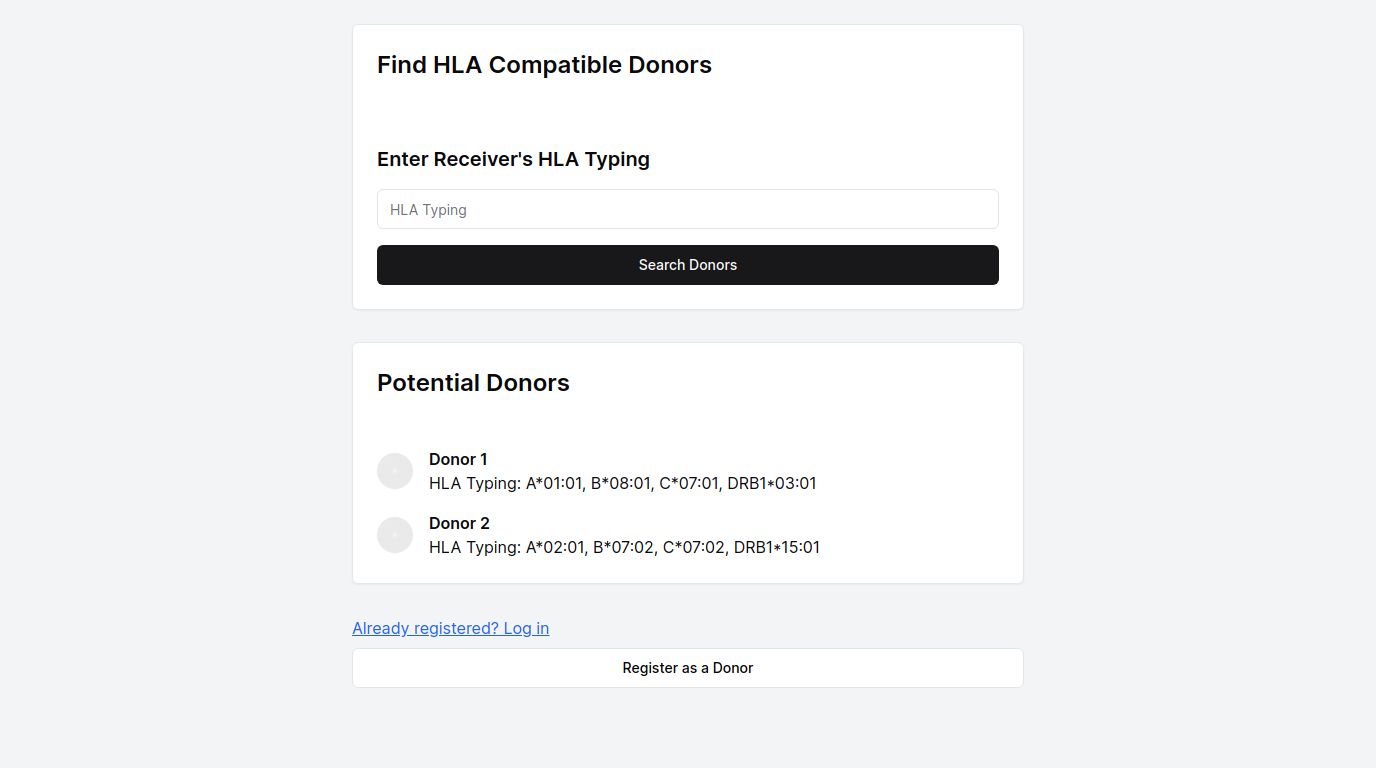 Find HLA Compatible Donors
Enter Receiver's HLA Typing
HLA Typing
Search Donors
Potential Donors
Donor 1
HLA Typing: A*01:01, B*08:01, C*07:01, DRB1*03:01
Donor 2
HLA Typing: A*02:01, B*07:02, C*07:02, DRB1*15:01
Already registered? Log in
Register as a Donor